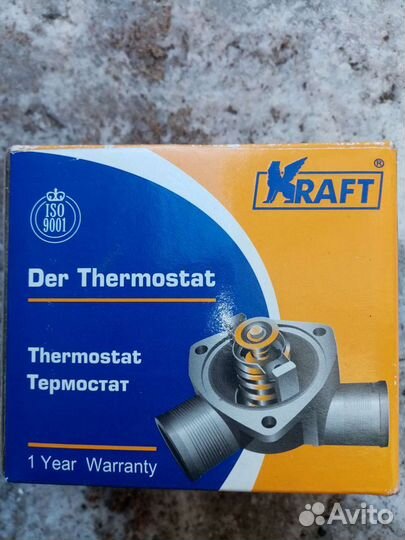 KRAFT®
ISO
9001
Der Thermostat
Thermostat
Термостат
1 Year Warranty
Avito